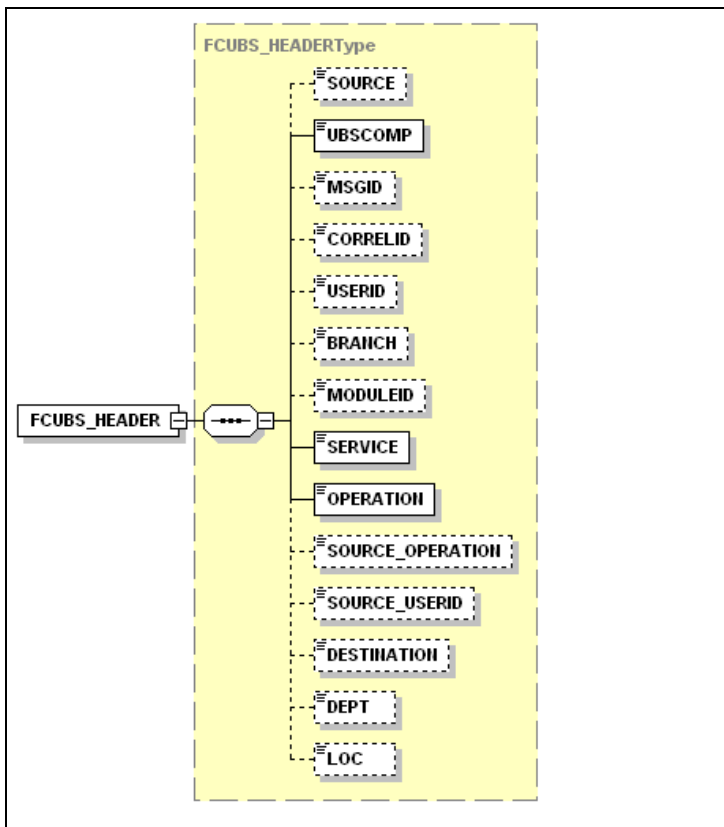 FCUBS_HEADERType
SOURCE
UBSCOMP
MSGID
CORRELID
USERID
BRANCH
MODULEID
FCUBS_HEADER
SERVICE
OPERATION
SOURCE_OPERATION
SOURCE_USERID
DESTINATION
DEPT
LOC